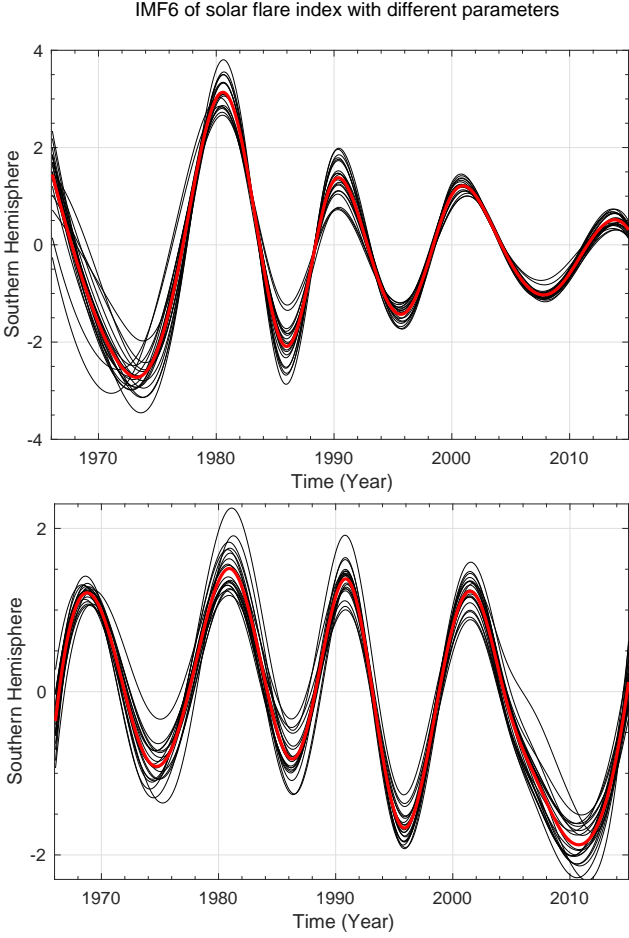 IMF6 of solar flare index with different parameters
4
2
0
-2
-4
Southern Hemisphere
1970 1980 1990 2000 2010
Time (Year)
2
0
-2
Southern Hemisphere
1970 1980 1990 2000 2010
Time (Year)